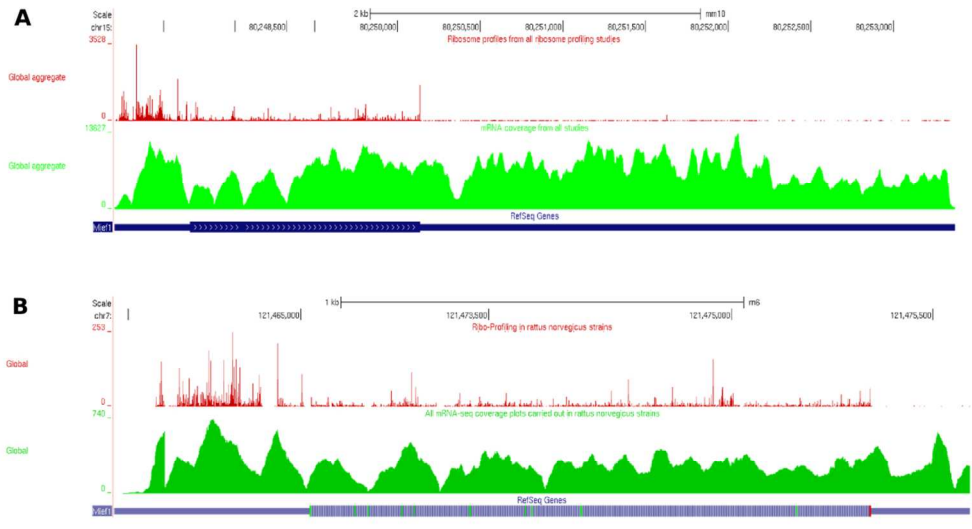 A
Scale 2 kb mm10
chr15: 80,248,500 80,250,000 80,250,500 80,251,000 80,251,500 80,252,000 80,252,500 80,253,000
Ribosome profiles from all ribosome profiling studies
3528
Global aggregate
0
mRNA coverage from all studies
13627
Global aggregate
0
RefSeq Genes
Mief1
B
Scale 1 kb rn6
chr7: 121,465,000 121,473,500 121,475,000 121,475,500
Ribo-Profiling in rattus norvegicus strains
253
Global
0
All mRNA-seq coverage plots carried out in rattus norvegicus strains
740
Global
0
RefSeq Genes
Mief1